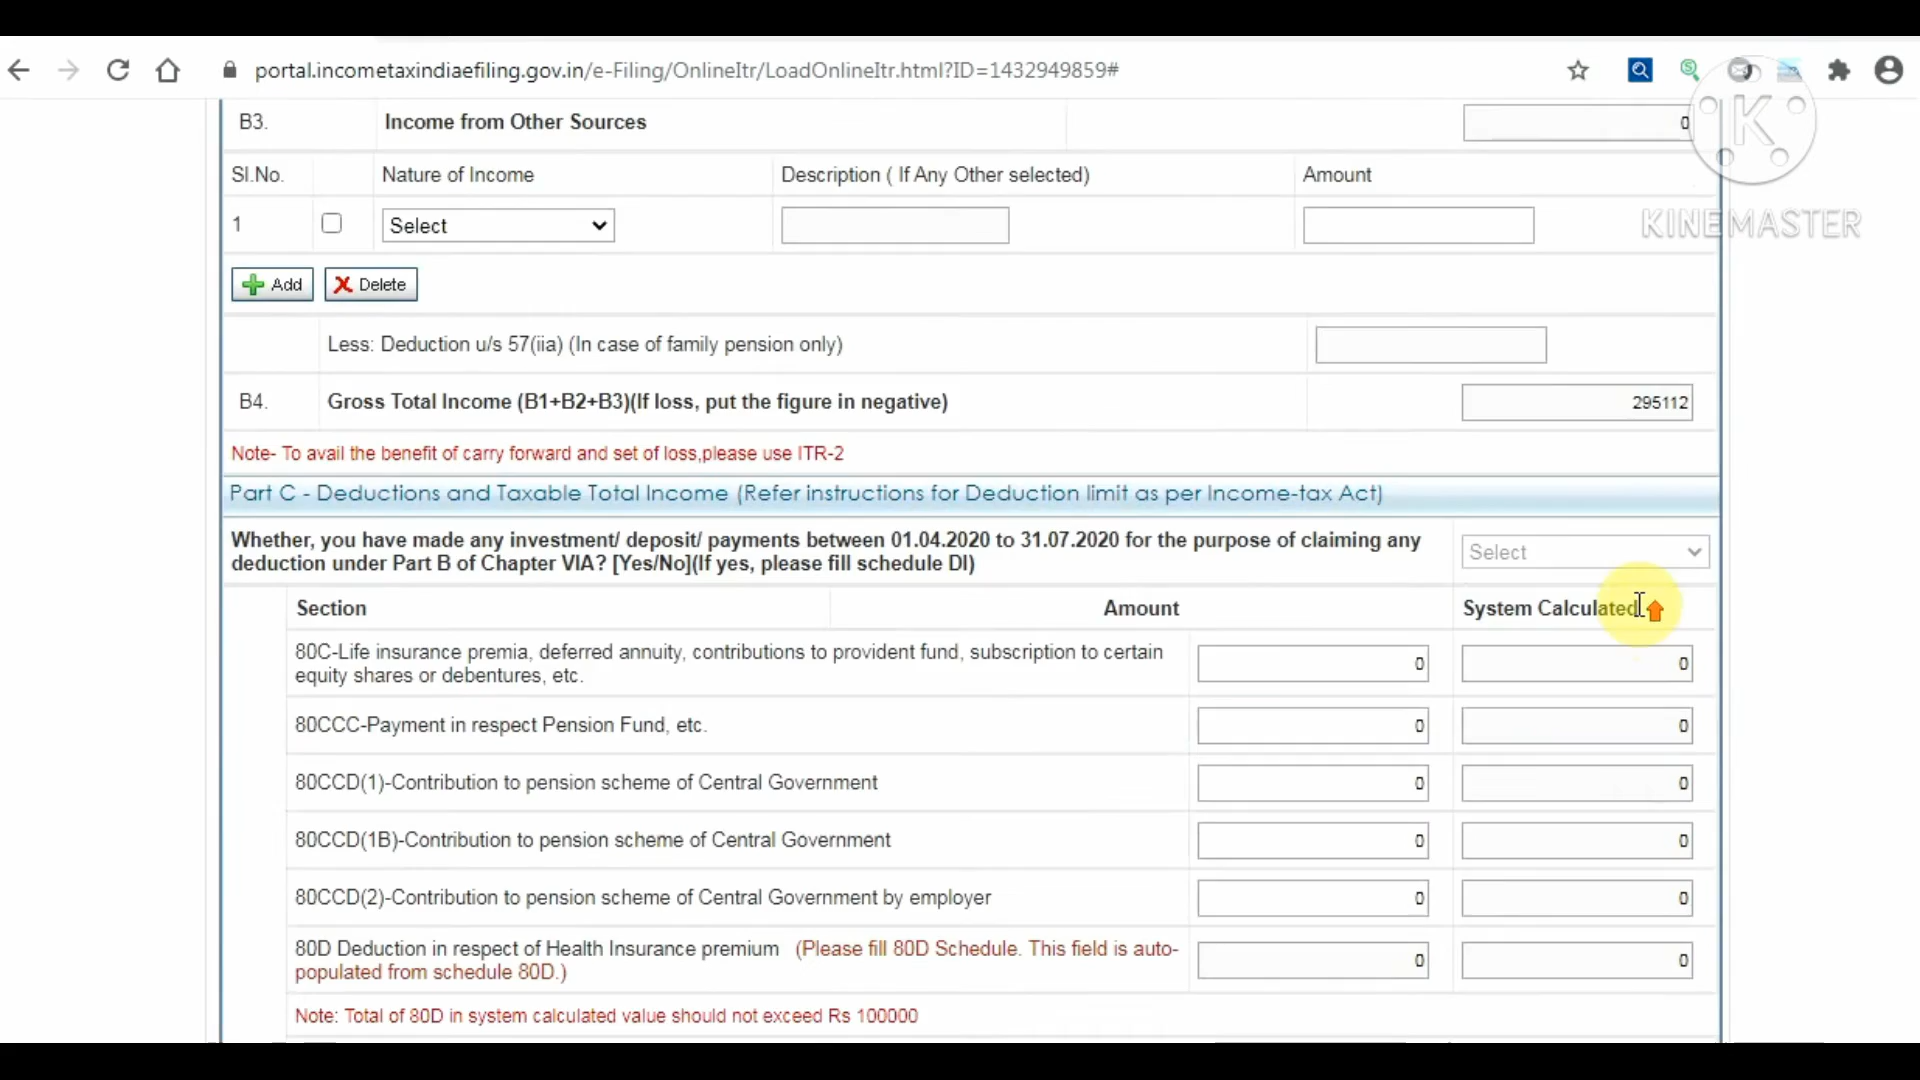 portal.incometaxindiaefiling.gov.in/e-Filing/OnlineItr/LoadOnlineItr.html?ID=1432949859#
B3. Income from Other Sources 0
Sl.No. Nature of Income Description ( If Any Other selected) Amount
1 Select
KINEMASTER
Add Delete
Less: Deduction u/s 57(iia) (In case of family pension only)
B4. Gross Total Income (B1+B2+B3)(If loss, put the figure in negative) 295112
Note- To avail the benefit of carry forward and set of loss,please use ITR-2
Part C - Deductions and Taxable Total Income (Refer instructions for Deduction limit as per Income-tax Act)
Whether, you have made any investment/ deposit/ payments between 01.04.2020 to 31.07.2020 for the purpose of claiming any
deduction under Part B of Chapter VIA? [Yes/No](If yes, please fill schedule DI)
Select
Section Amount System Calculated
80C-Life insurance premia, deferred annuity, contributions to provident fund, subscription to certain
equity shares or debentures, etc.
0 0
80CCC-Payment in respect Pension Fund, etc. 0 0
80CCD(1)-Contribution to pension scheme of Central Government 0 0
80CCD(1B)-Contribution to pension scheme of Central Government 0 0
80CCD(2)-Contribution to pension scheme of Central Government by employer 0 0
80D Deduction in respect of Health Insurance premium (Please fill 80D Schedule. This field is auto-
populated from schedule 80D.)
0 0
Note: Total of 80D in system calculated value should not exceed Rs 100000